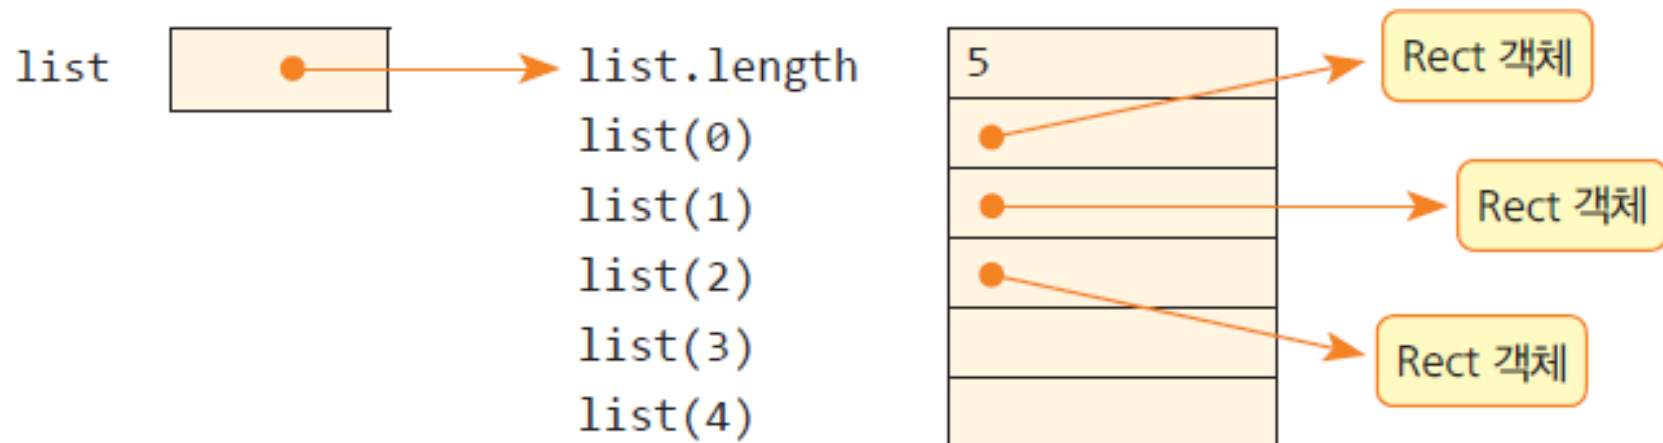 list
list.length 5
Rect 객체
list(0)
list(1)
Rect 객체
list(2)
list(3)
Rect 객체
list(4)